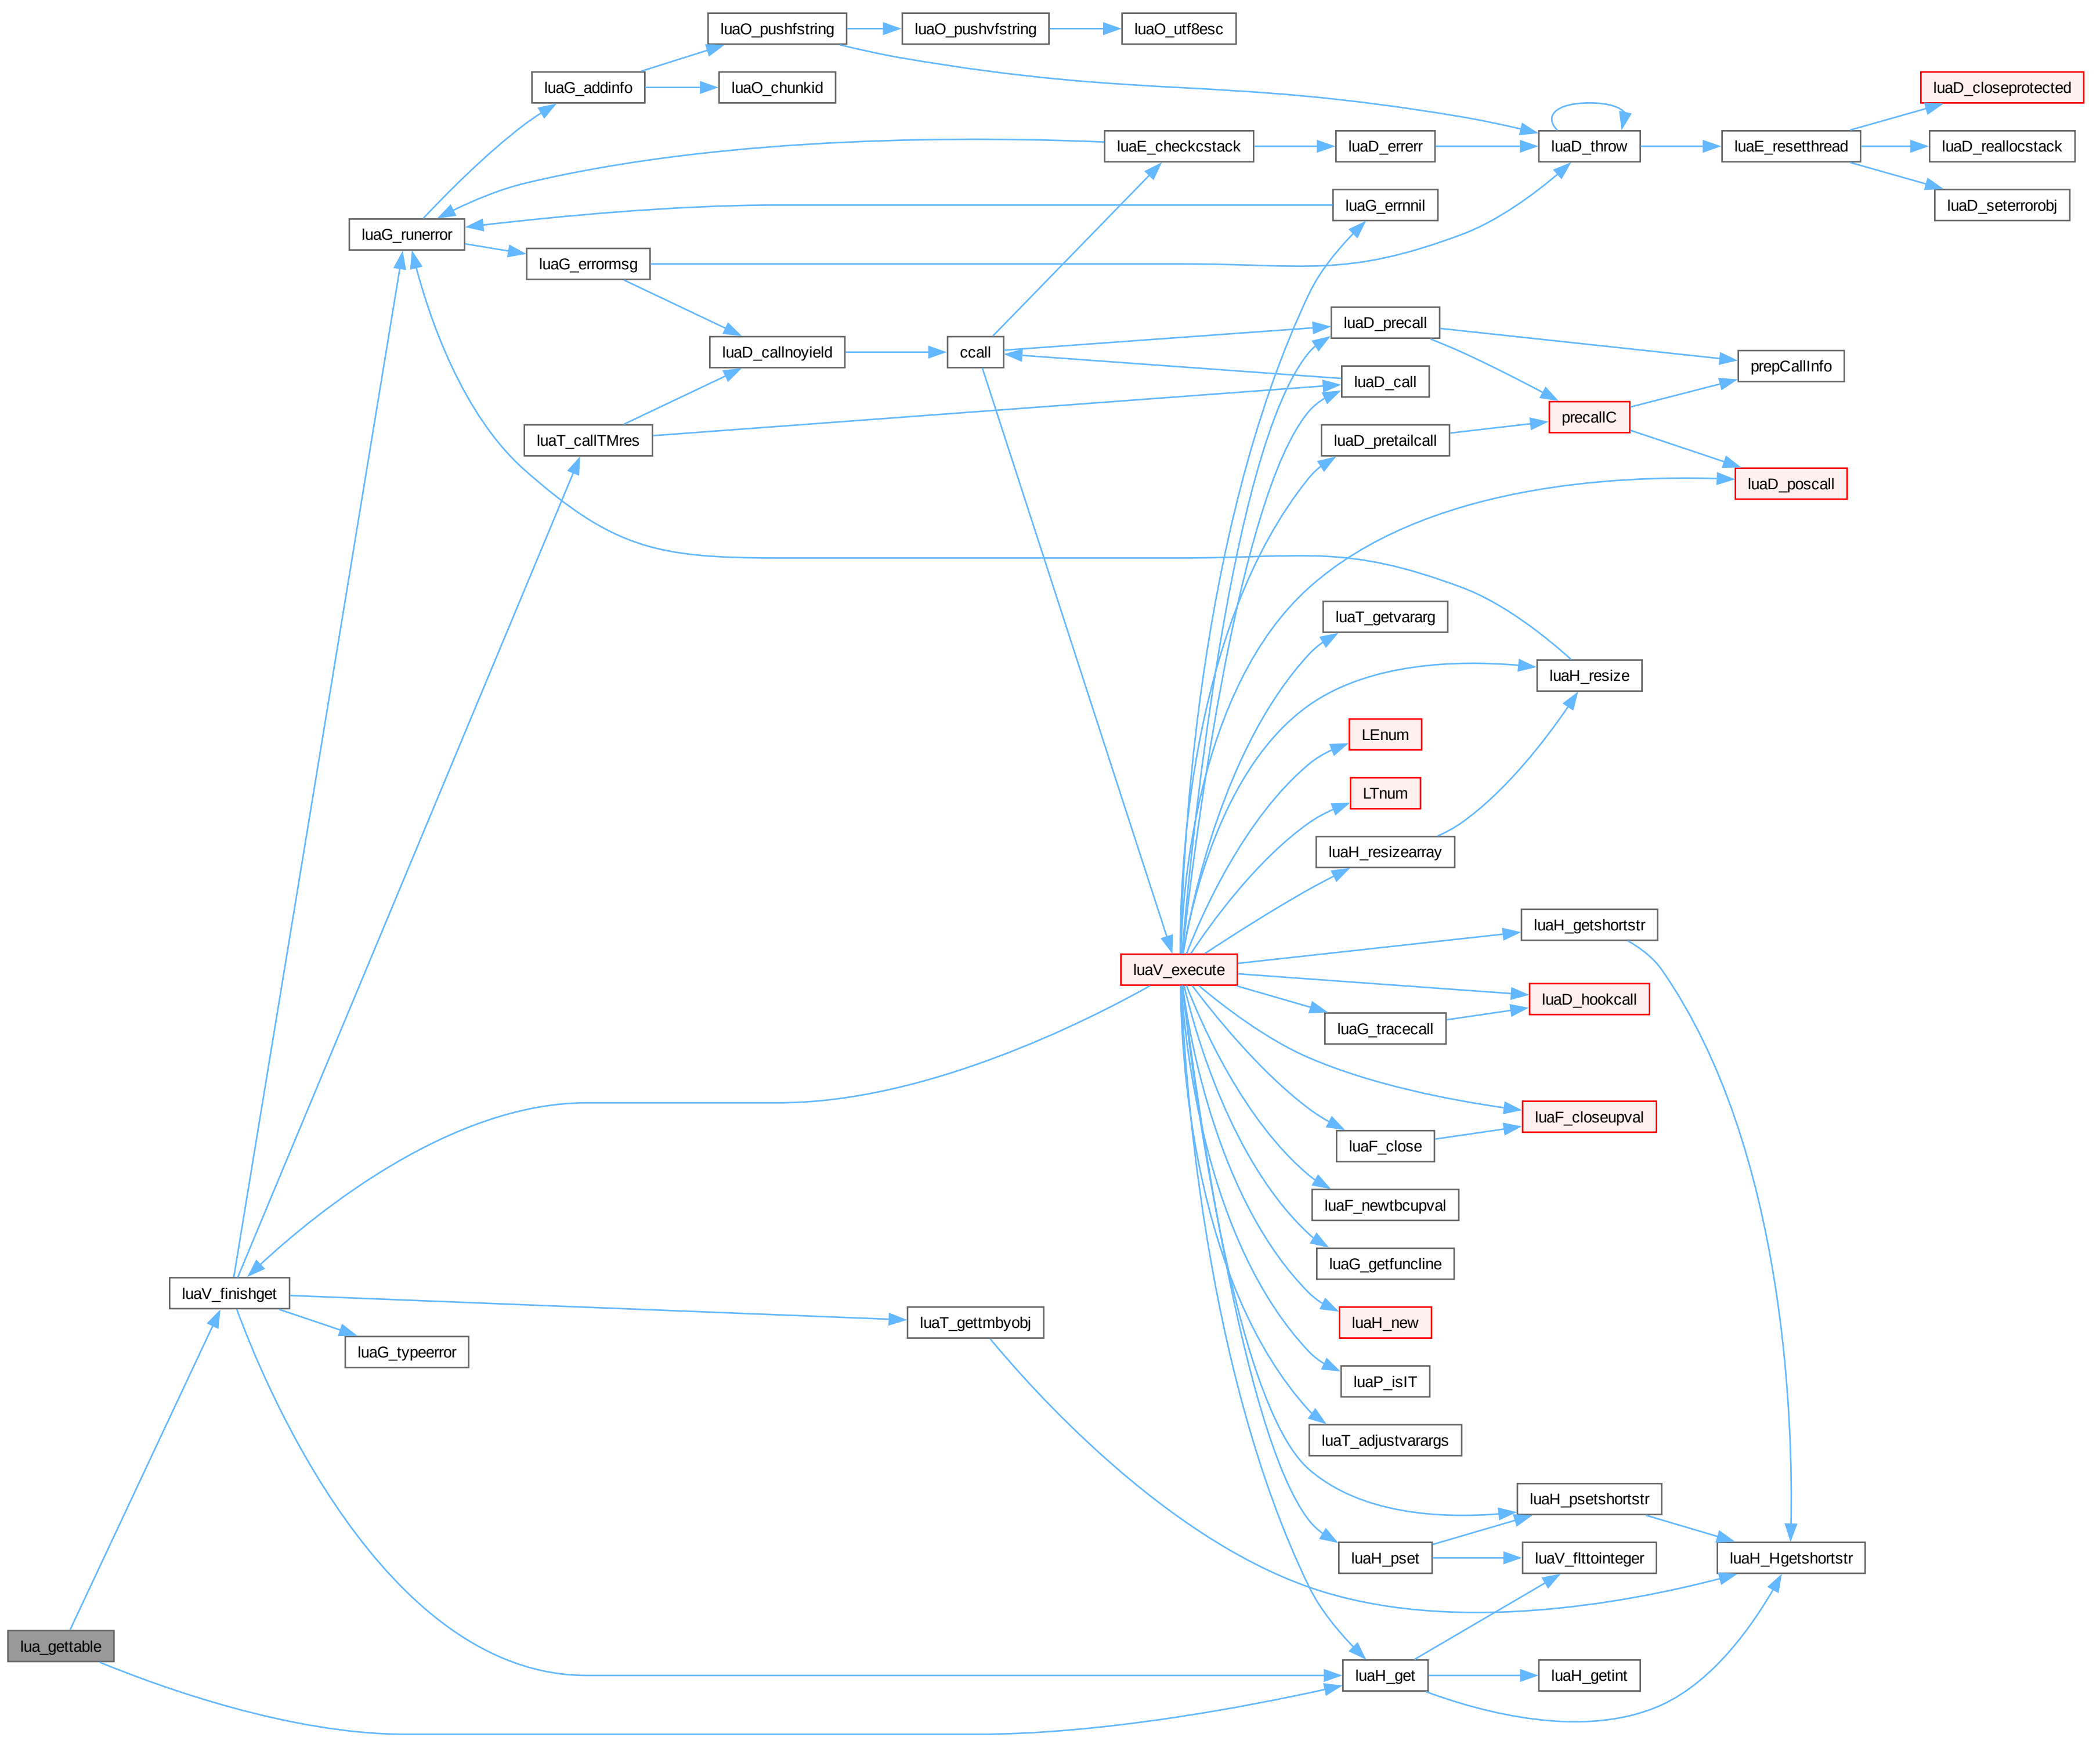 luaO_pushfstring
luaO_pushvfstring
luaO_utf8esc
luaG_addinfo
luaO_chunkid
luaD_closeprotected
luaE_checkcstack
luaD_errerr
luaD_throw
luaE_resetthread
luaD_reallocstack
luaG_errnnil
luaD_seterrorobj
luaG_runerror
luaG_errormsg
luaD_precall
luaD_callnoyield
ccall
prepCallInfo
luaD_call
precallC
luaT_callTMres
luaD_pretailcall
luaD_poscall
luaT_getvararg
luaH_resize
LEnum
LTnum
luaH_resizearray
luaH_getshortstr
luaV_execute
luaD_hookcall
luaG_tracecall
luaF_closeupval
luaF_close
luaF_newtbcupval
luaG_getfuncline
luaV_finishget
luaT_gettmbyobj
luaH_new
luaG_typeerror
luaP_isIT
luaT_adjustvarargs
luaH_psetshortstr
luaH_pset
luaV_flttointeger
luaH_Hgetshortstr
lua_gettable
luaH_get
luaH_getint